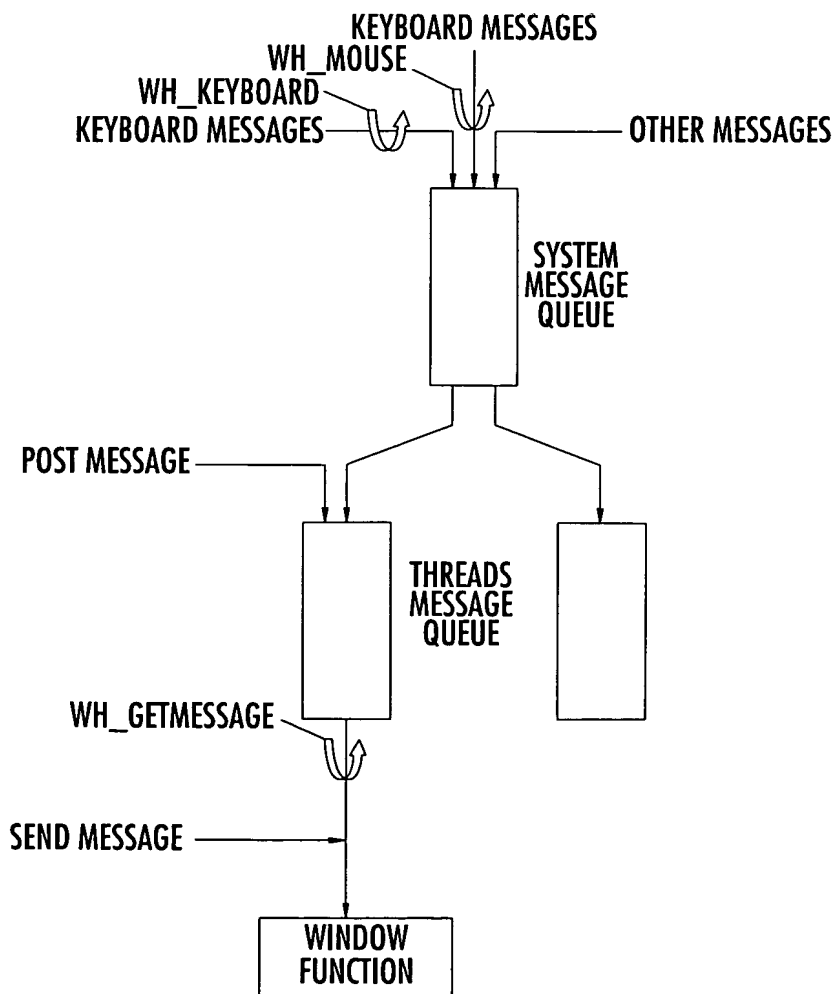 KEYBOARD MESSAGES
WH_MOUSE
WH_KEYBOARD
KEYBOARD MESSAGES
OTHER MESSAGES
SYSTEM
MESSAGE
QUEUE
POST MESSAGE
THREADS
MESSAGE
QUEUE
WH_GETMESSAGE
SEND MESSAGE
WINDOW
FUNCTION